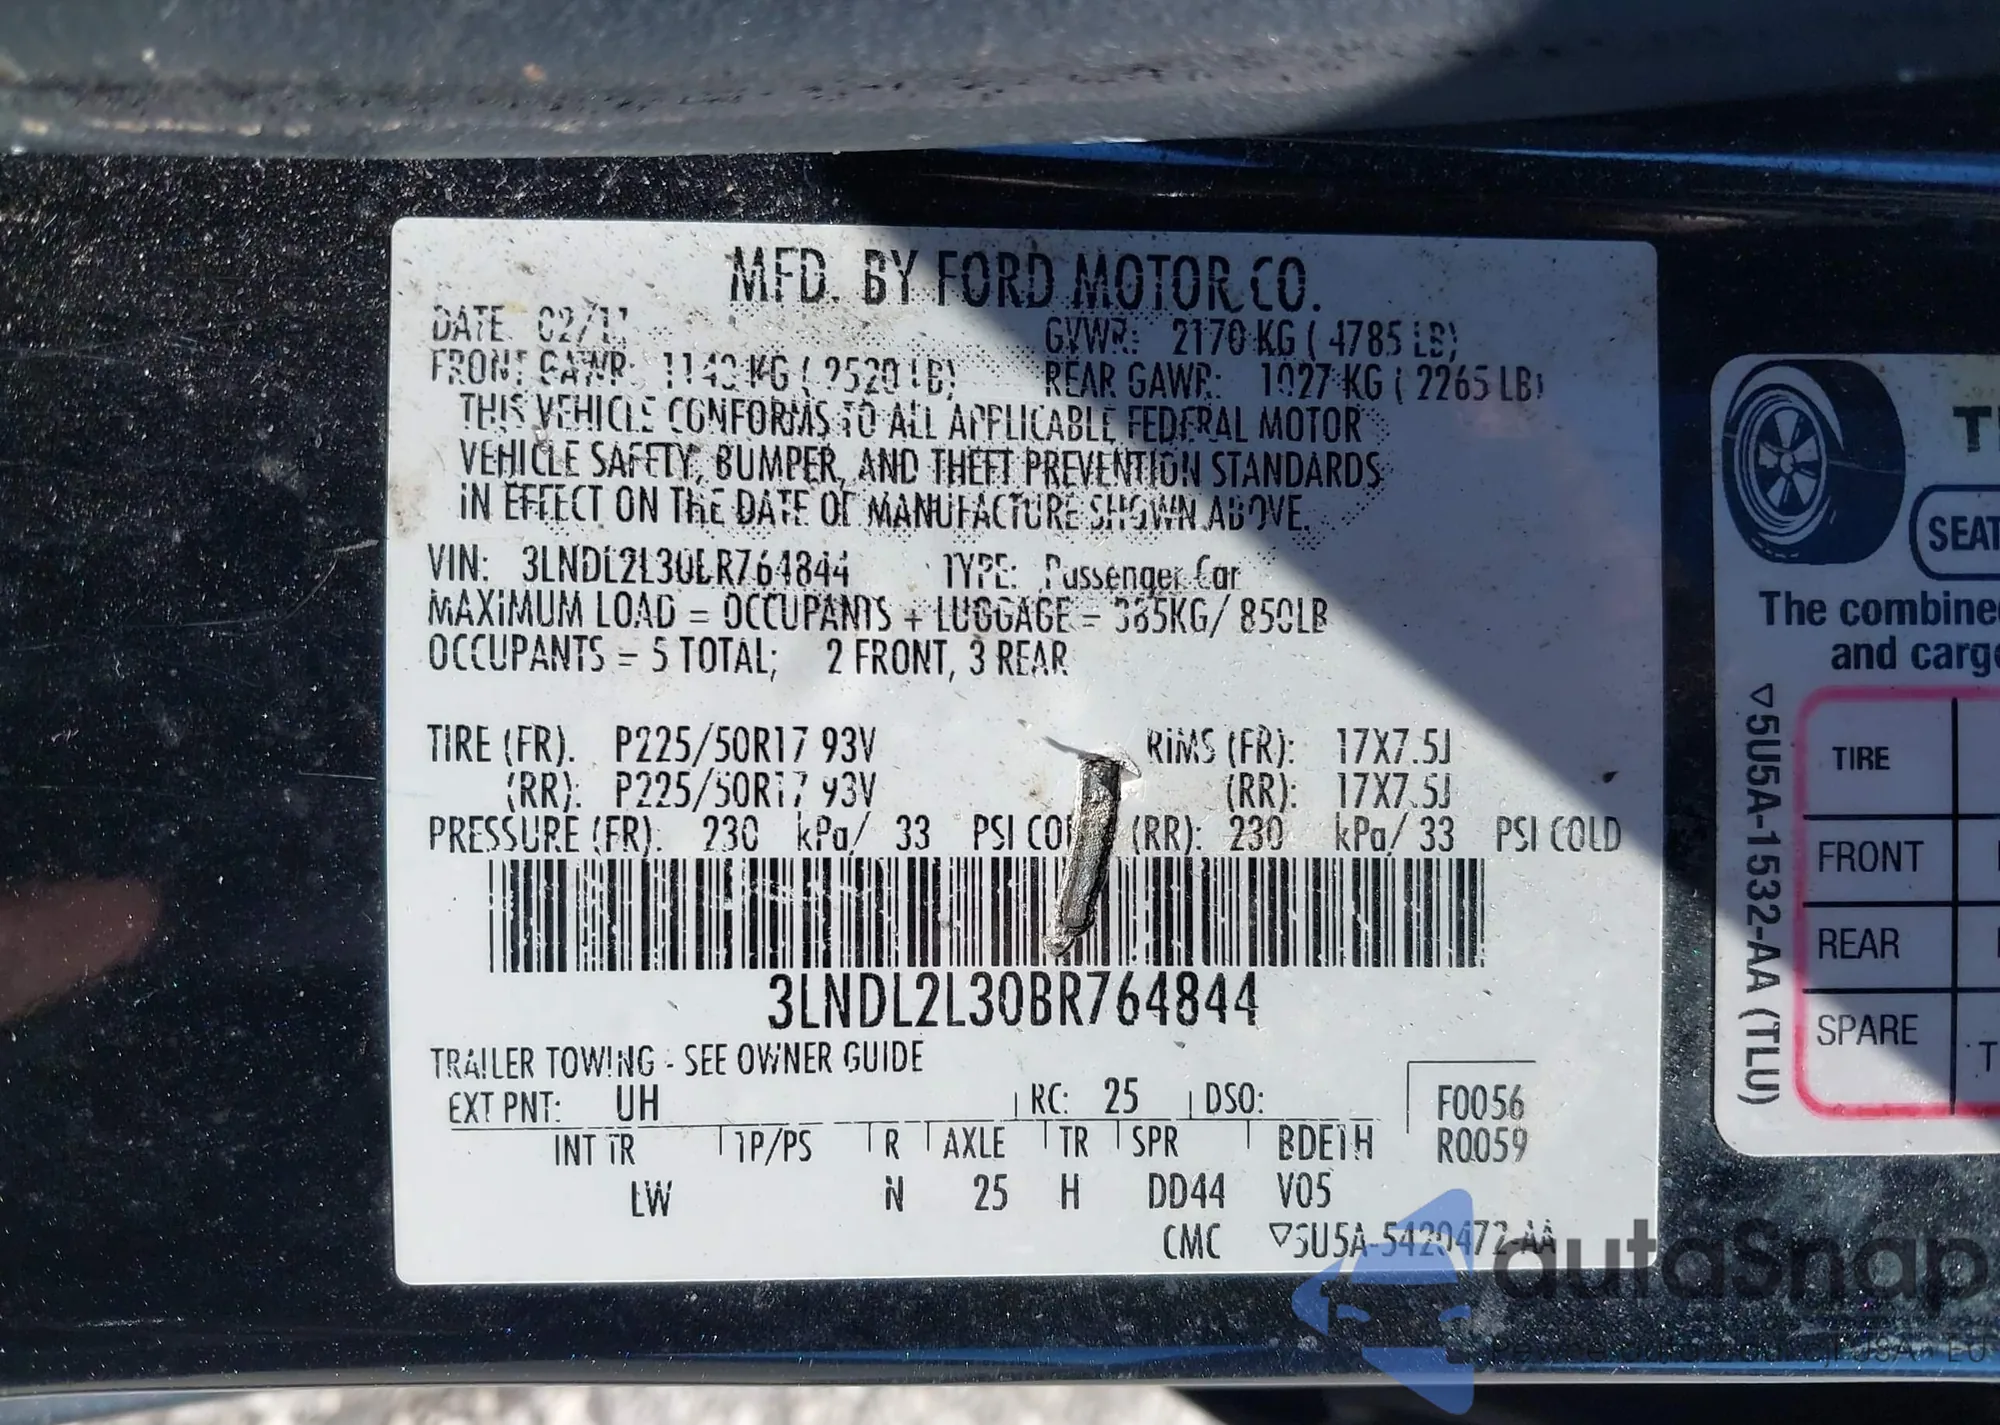 MFD. BY FORD MOTOR CO.
DATE: 02/11 GVWR: 2170 KG ( 4785 LB)
FRONT GAWR: 1143 KG ( 2520 LB) REAR GAWR: 1027 KG ( 2265 LB)
THIS VEHICLE CONFORMS TO ALL APPLICABLE FEDERAL MOTOR
VEHICLE SAFETY, BUMPER, AND THEFT PREVENTION STANDARDS
IN EFFECT ON THE DATE OF MANUFACTURE SHOWN ABOVE.
VIN: 3LNDL2L30BR764844 TYPE: Passenger Car
MAXIMUM LOAD = OCCUPANTS + LUGGAGE = 385KG/ 850LB
OCCUPANTS = 5 TOTAL; 2 FRONT, 3 REAR
TIRE (FR): P225/50R17 93V RIMS (FR): 17X7.5J
(RR): P225/50R17 93V (RR): 17X7.5J
PRESSURE (FR): 230 kPa/ 33 PSI COLD (RR): 230 kPa/ 33 PSI COLD
3LNDL2L30BR764844
TRAILER TOWING - SEE OWNER GUIDE
EXT PNT: UH RC: 25 DSO: F0056
INT TR TP/PS R AXLE TR SPR BDETH R0059
LW N 25 H DD44 V05
CMC ▽5U5A-5420472-AA
SEAT
The combine
and carg
TIRE
FRONT
REAR
SPARE
▽5U5A-1532-AA (TLU)
autaSnap